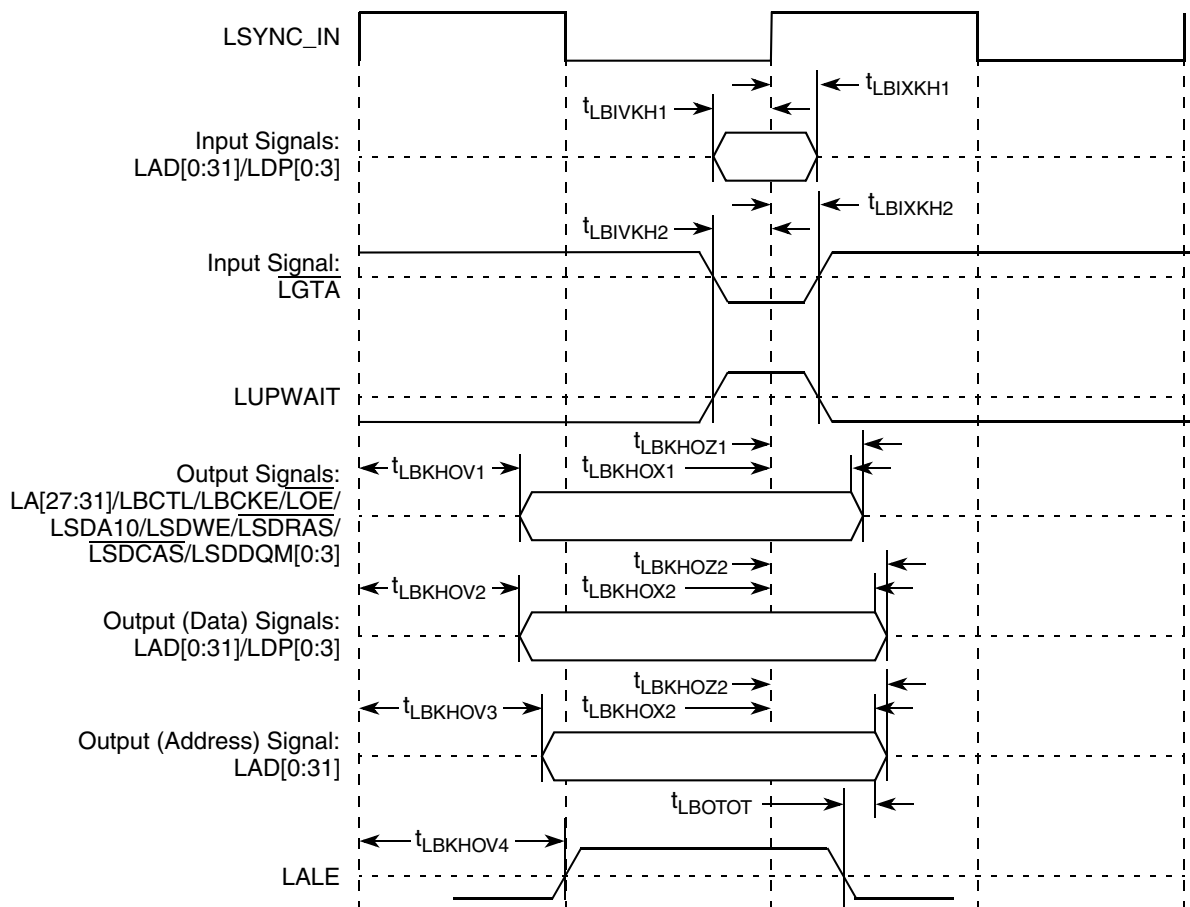 LSYNC_IN
tLBIXKH1
tLBIVKH1
Input Signals:
LAD[0:31]/LDP[0:3]
tLBIXKH2
tLBIVKH2
Input Signal:
LGTA
LUPWAIT
tLBKHOZ1
tLBKHOV1
tLBKHOX1
Output Signals:
LA[27:31]/LBCTL/LBCKE/LOE/
LSDA10/LSDWE/LSDRAS/
LSDCAS/LSDDQM[0:3]
tLBKHOZ2
tLBKHOV2
tLBKHOX2
Output (Data) Signals:
LAD[0:31]/LDP[0:3]
tLBKHOZ2
tLBKHOV3
tLBKHOX2
Output (Address) Signal:
LAD[0:31]
tLBOTOT
tLBKHOV4
LALE